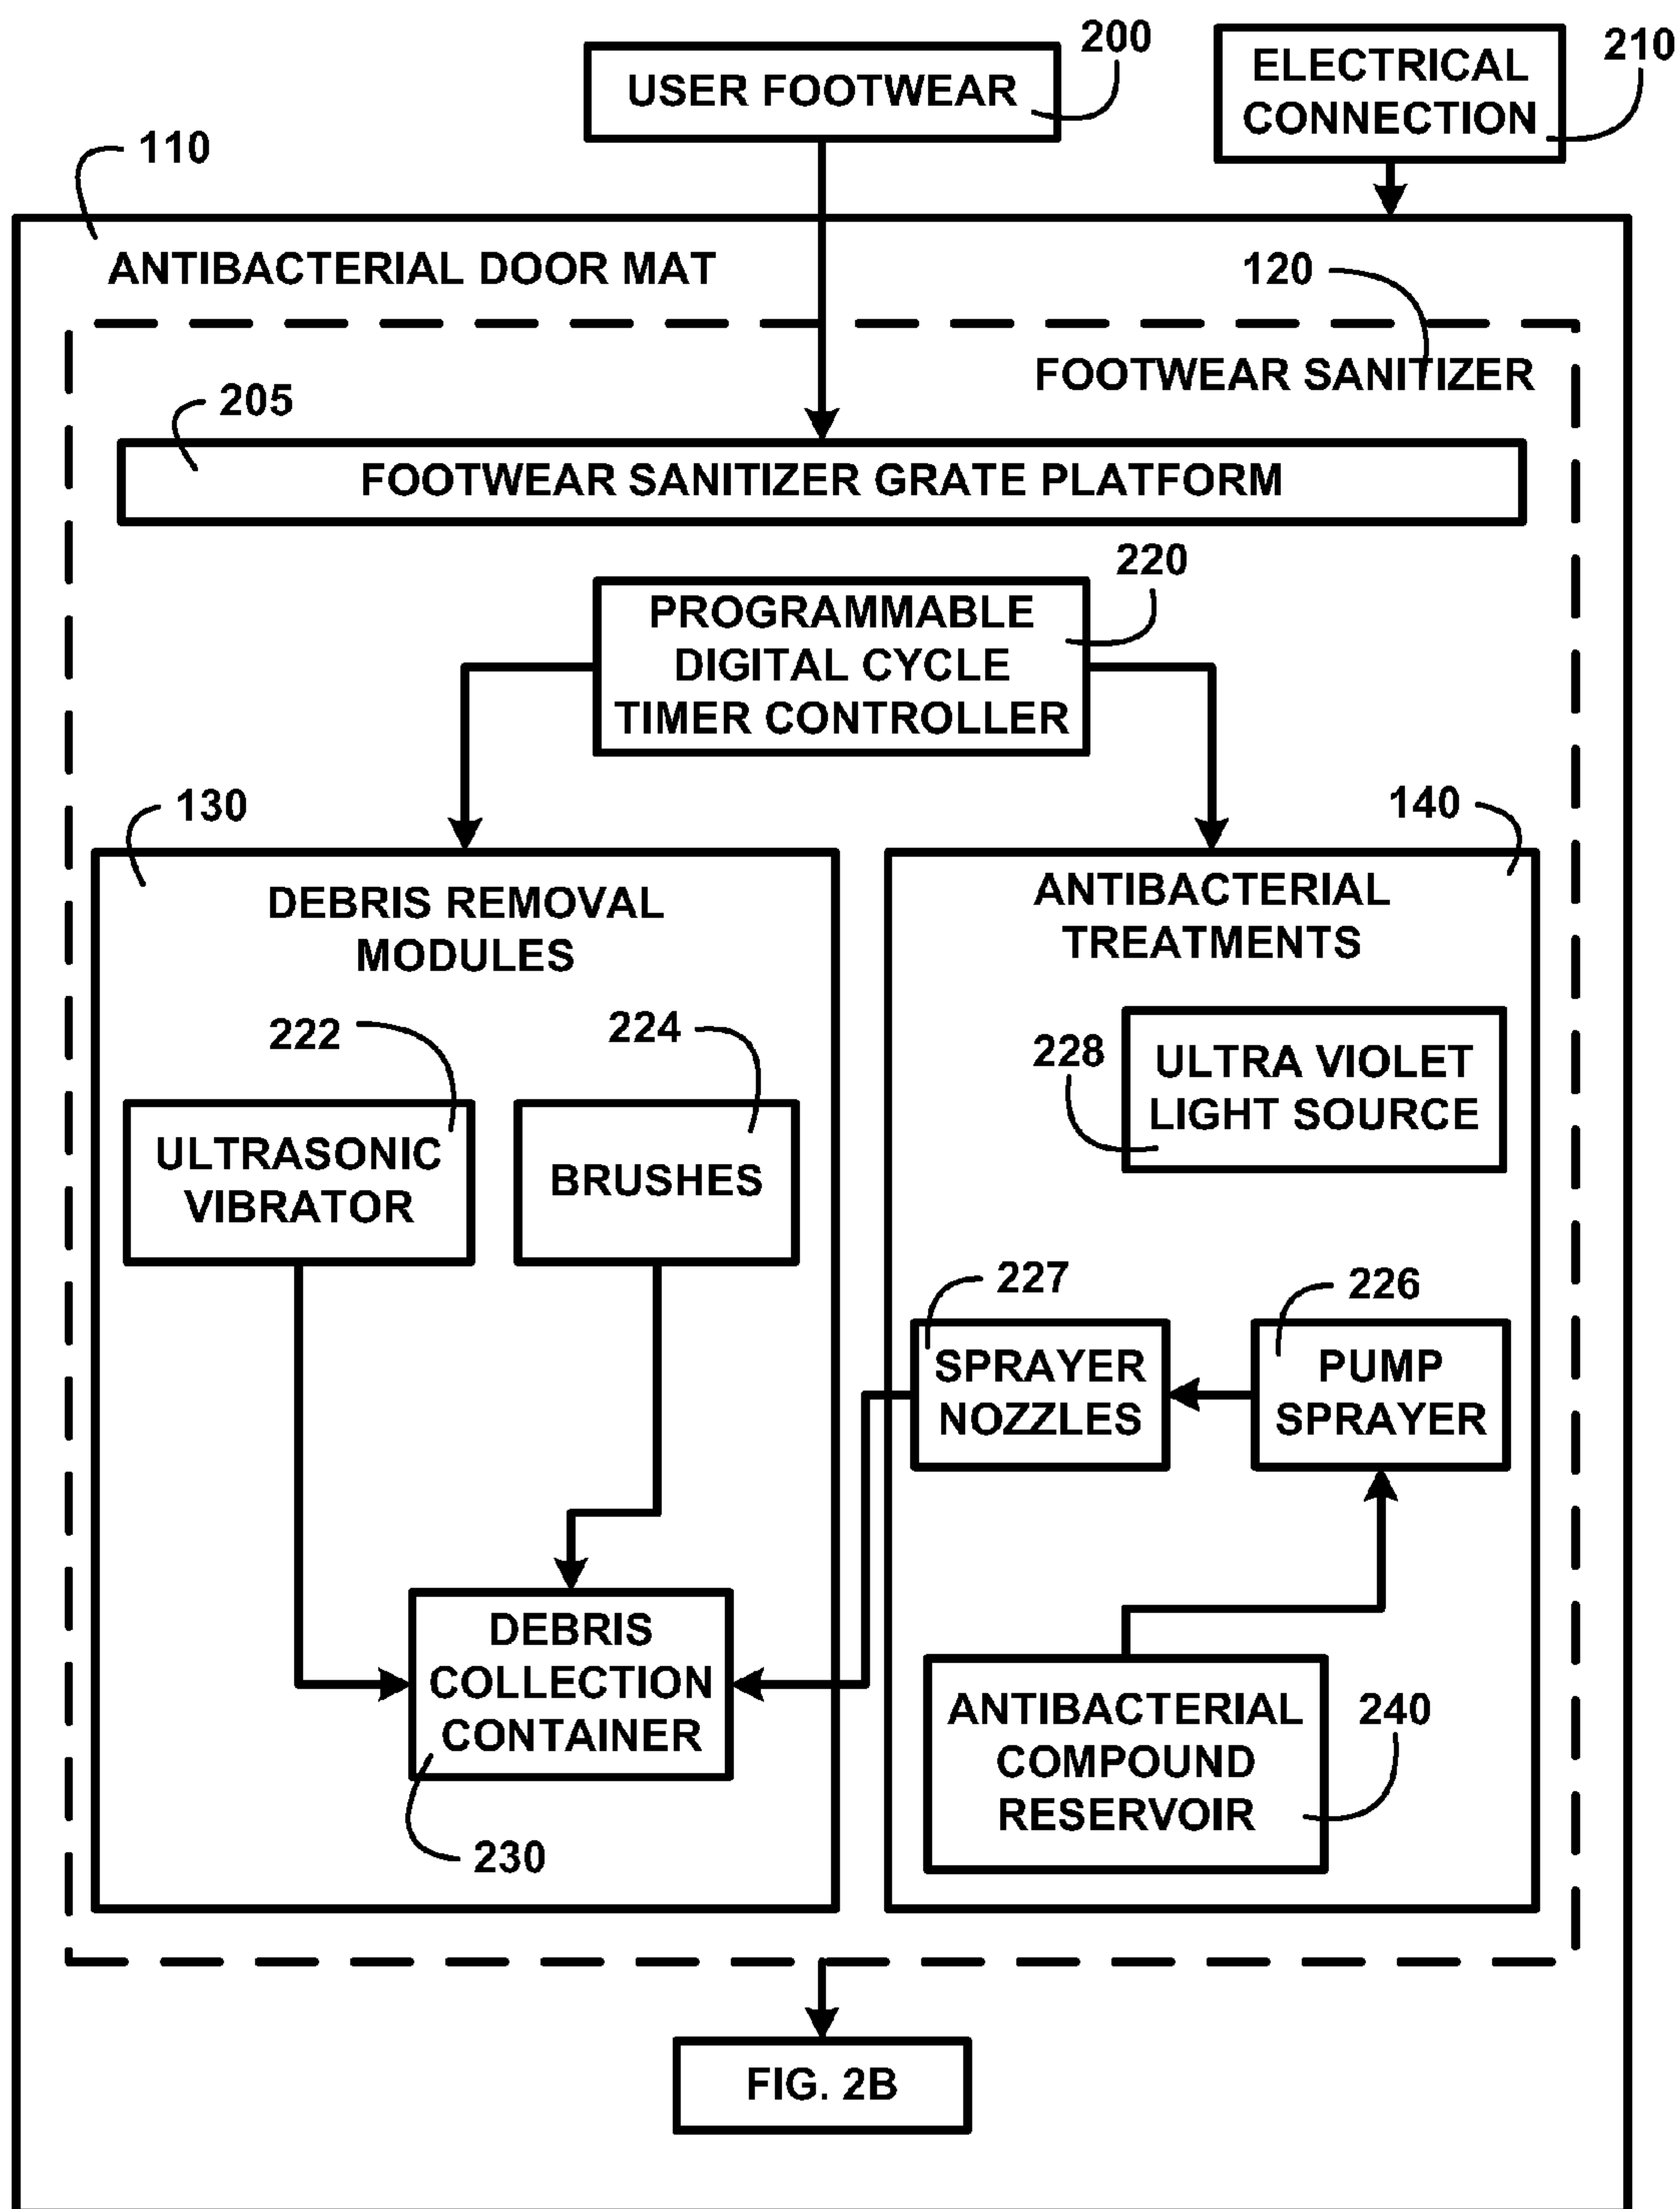 200
USER FOOTWEAR
ELECTRICAL
CONNECTION
210
110
ANTIBACTERIAL DOOR MAT
120
FOOTWEAR SANITIZER
205
FOOTWEAR SANITIZER GRATE PLATFORM
220
PROGRAMMABLE
DIGITAL CYCLE
TIMER CONTROLLER
130
DEBRIS REMOVAL
MODULES
222
224
ULTRASONIC
VIBRATOR
BRUSHES
140
ANTIBACTERIAL
TREATMENTS
228
ULTRA VIOLET
LIGHT SOURCE
227
226
SPRAYER
NOZZLES
PUMP
SPRAYER
DEBRIS
COLLECTION
CONTAINER
230
ANTIBACTERIAL
COMPOUND
RESERVOIR
240
FIG. 2B